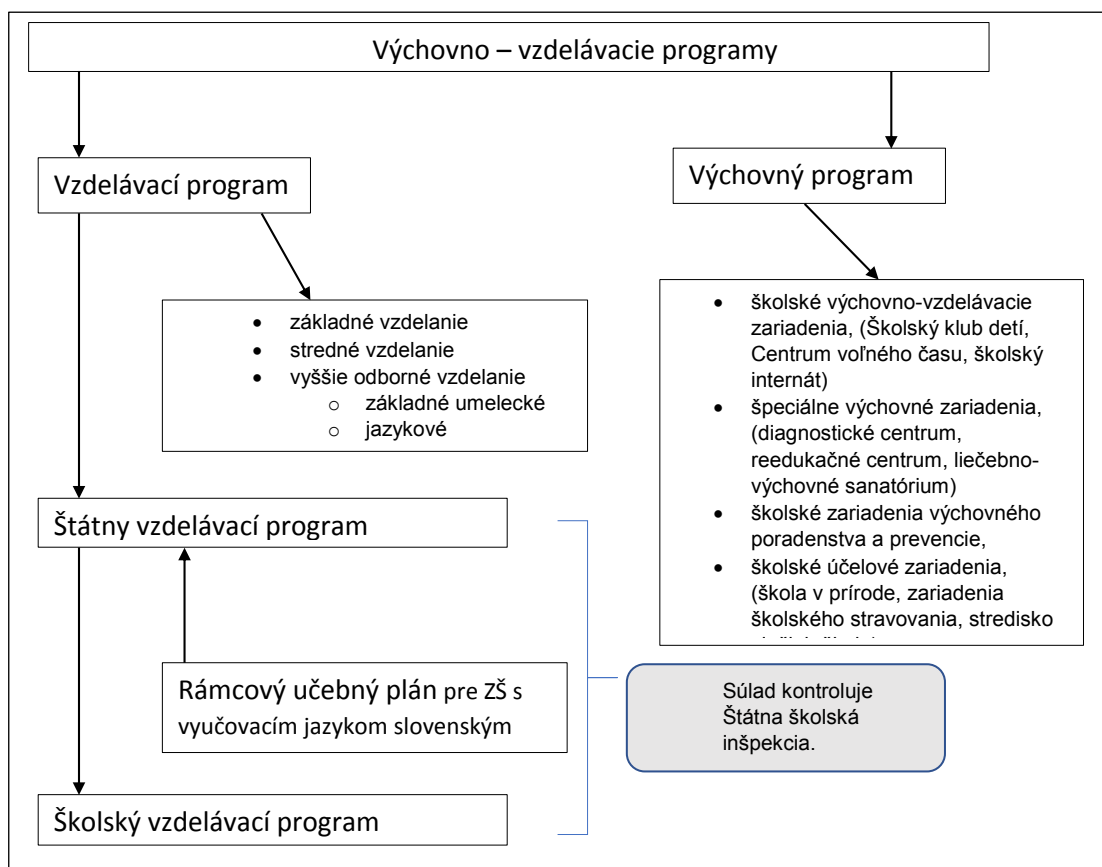 Výchovno – vzdelávacie programy
Vzdelávací program
Výchovný program
• základné vzdelanie
• stredné vzdelanie
• vyššie odborné vzdelanie
o základné umelecké
o jazykové
• školské výchovno-vzdelávacie
zariadenia, (Školský klub detí,
Centrum voľného času, školský
internát)
• špeciálne výchovné zariadenia,
(diagnostické centrum,
reedukačné centrum, liečebno-
výchovné sanatórium)
• školské zariadenia výchovného
poradenstva a prevencie,
• školské účelové zariadenia,
(škola v prírode, zariadenia
školského stravovania, stredisko
Štátny vzdelávací program
Rámcový učebný plán pre ZŠ s
vyučovacím jazykom slovenským
Súlad kontroluje
Štátna školská
inšpekcia.
Školský vzdelávací program